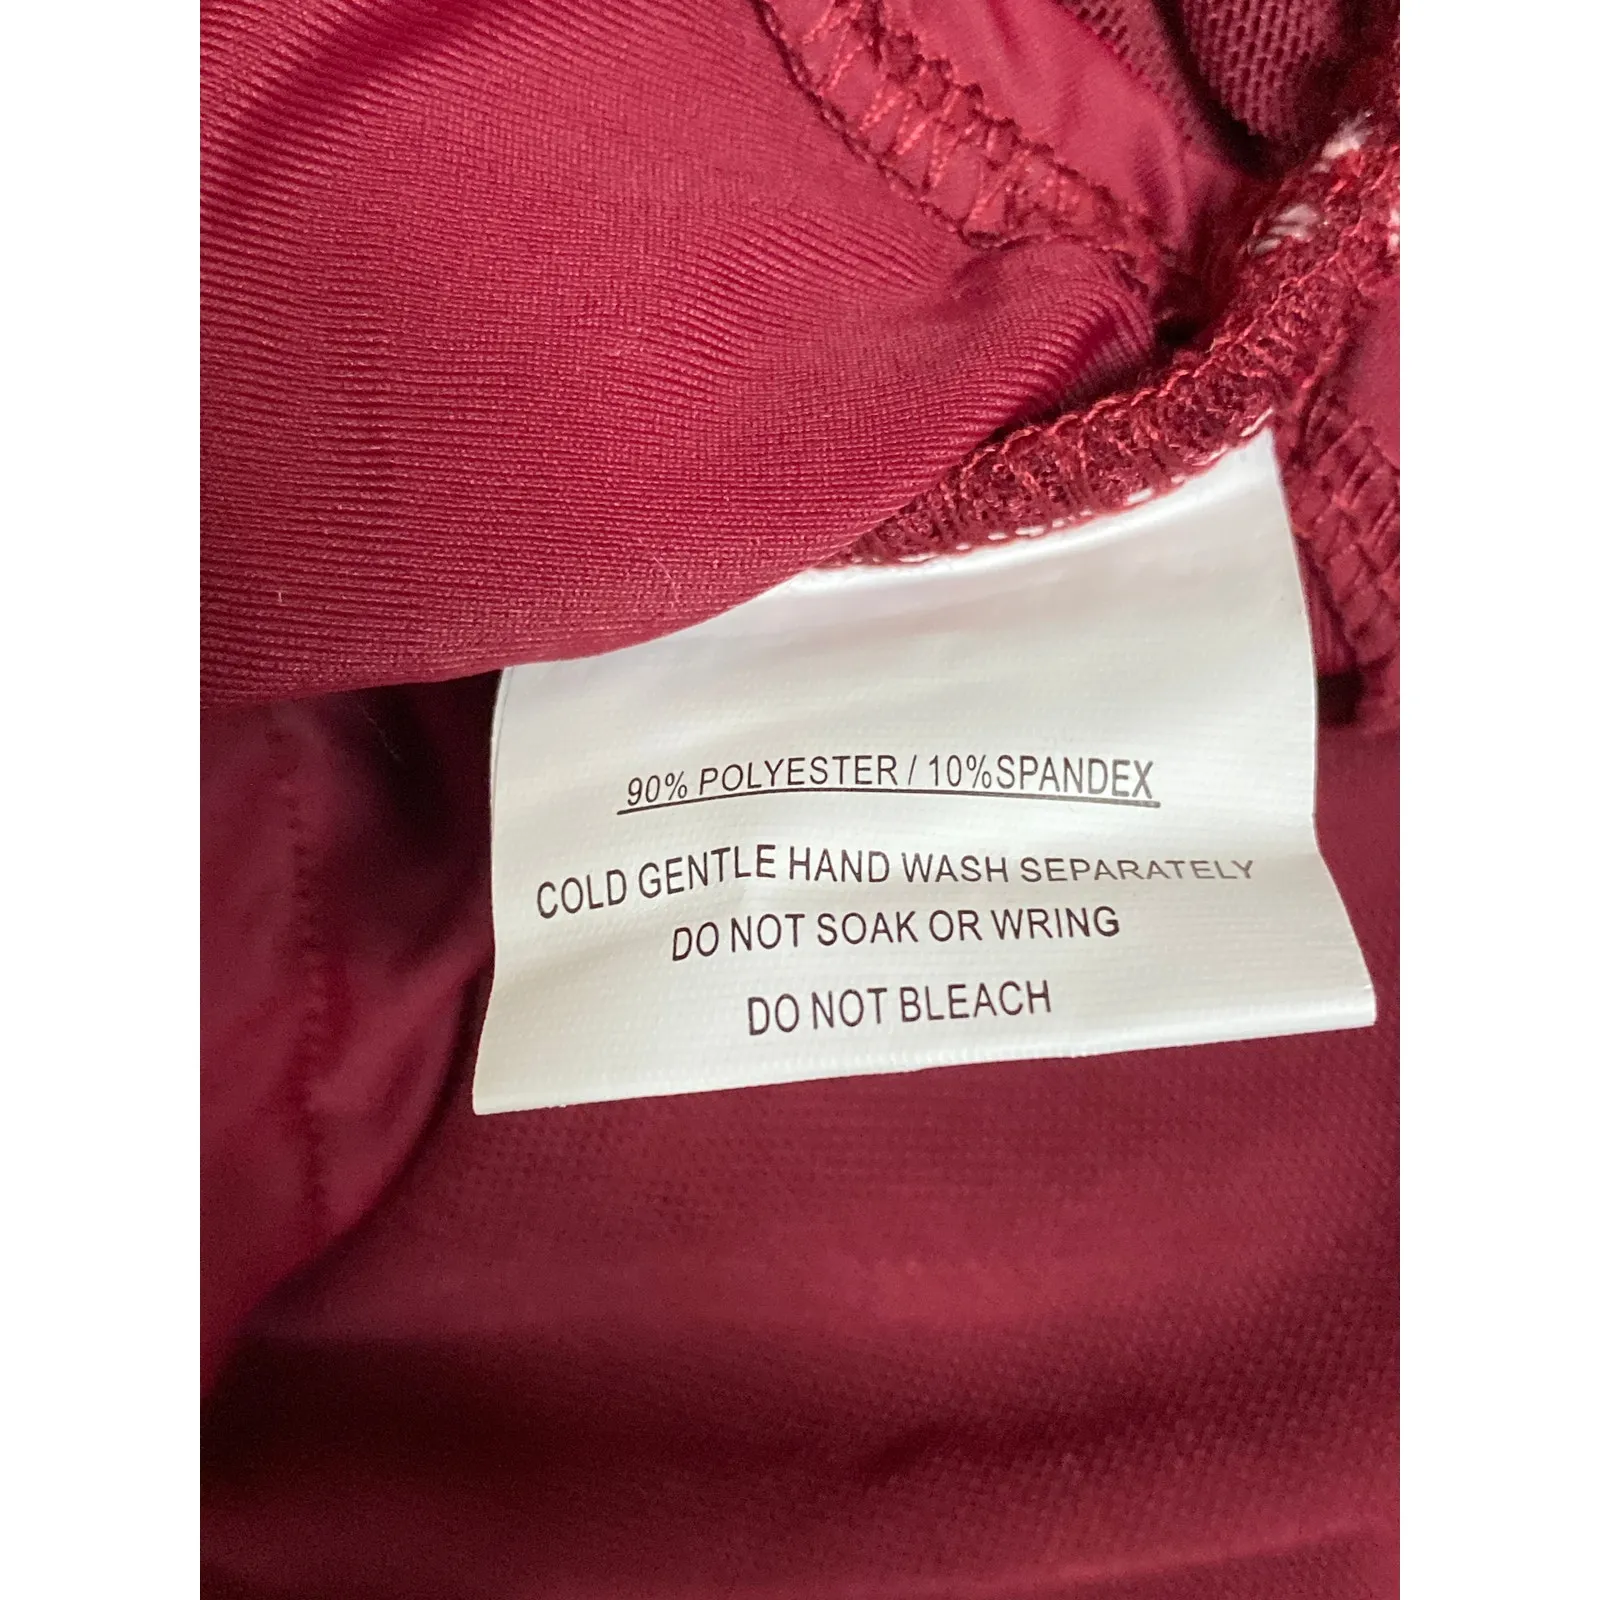 90% POLYESTER / 10%SPANDEX
COLD GENTLE HAND WASH SEPARATELY
DO NOT SOAK OR WRING
DO NOT BLEACH